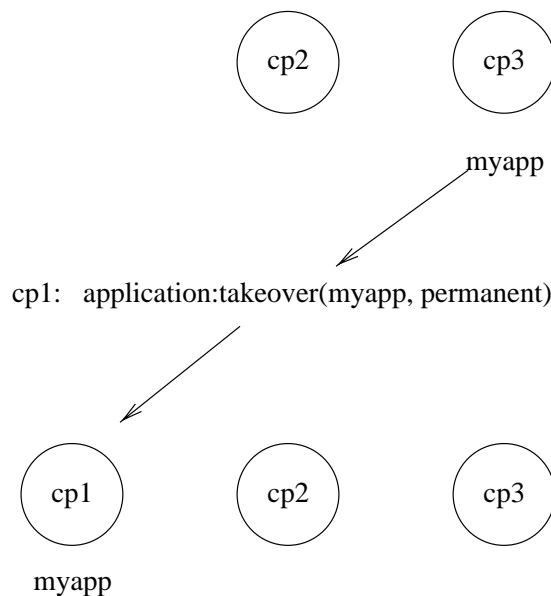 cp2 cp3
myapp
cp1: application:takeover(myapp, permanent)
cp1 cp2 cp3
myapp